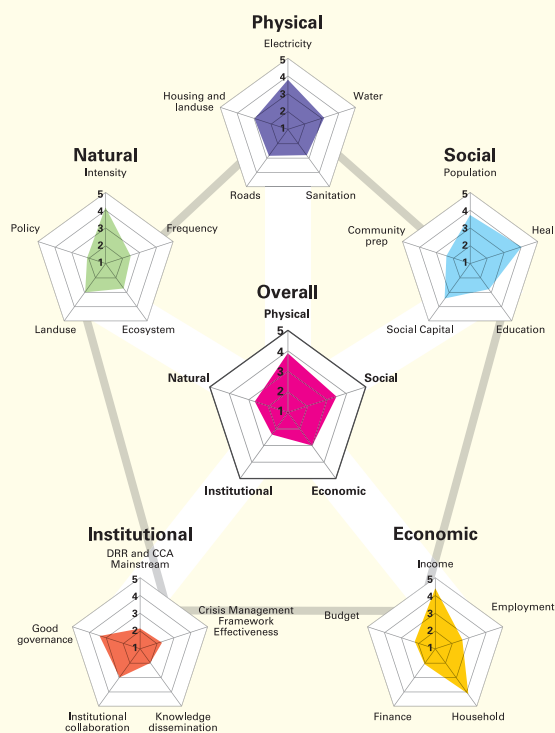 Physical
Electricity
5
4
3
2
1
Housing and
landuse
Water
Roads
Sanitation
Natural
Intensity
5
4
3
2
1
Policy
Frequency
Landuse
Ecosystem
Social
Population
5
4
3
2
1
Community
prep
Heal
Social Capital
Education
Overall
Physical
5
4
3
2
1
Natural
Social
Institutional
Economic
Institutional
DRR and CCA
Mainstream
5
4
3
2
1
Good
governance
Crisis Management
Framework
Effectiveness
Institutional
collaboration
Knowledge
dissemination
Economic
Income
5
4
3
2
1
Budget
Employment
Finance
Household